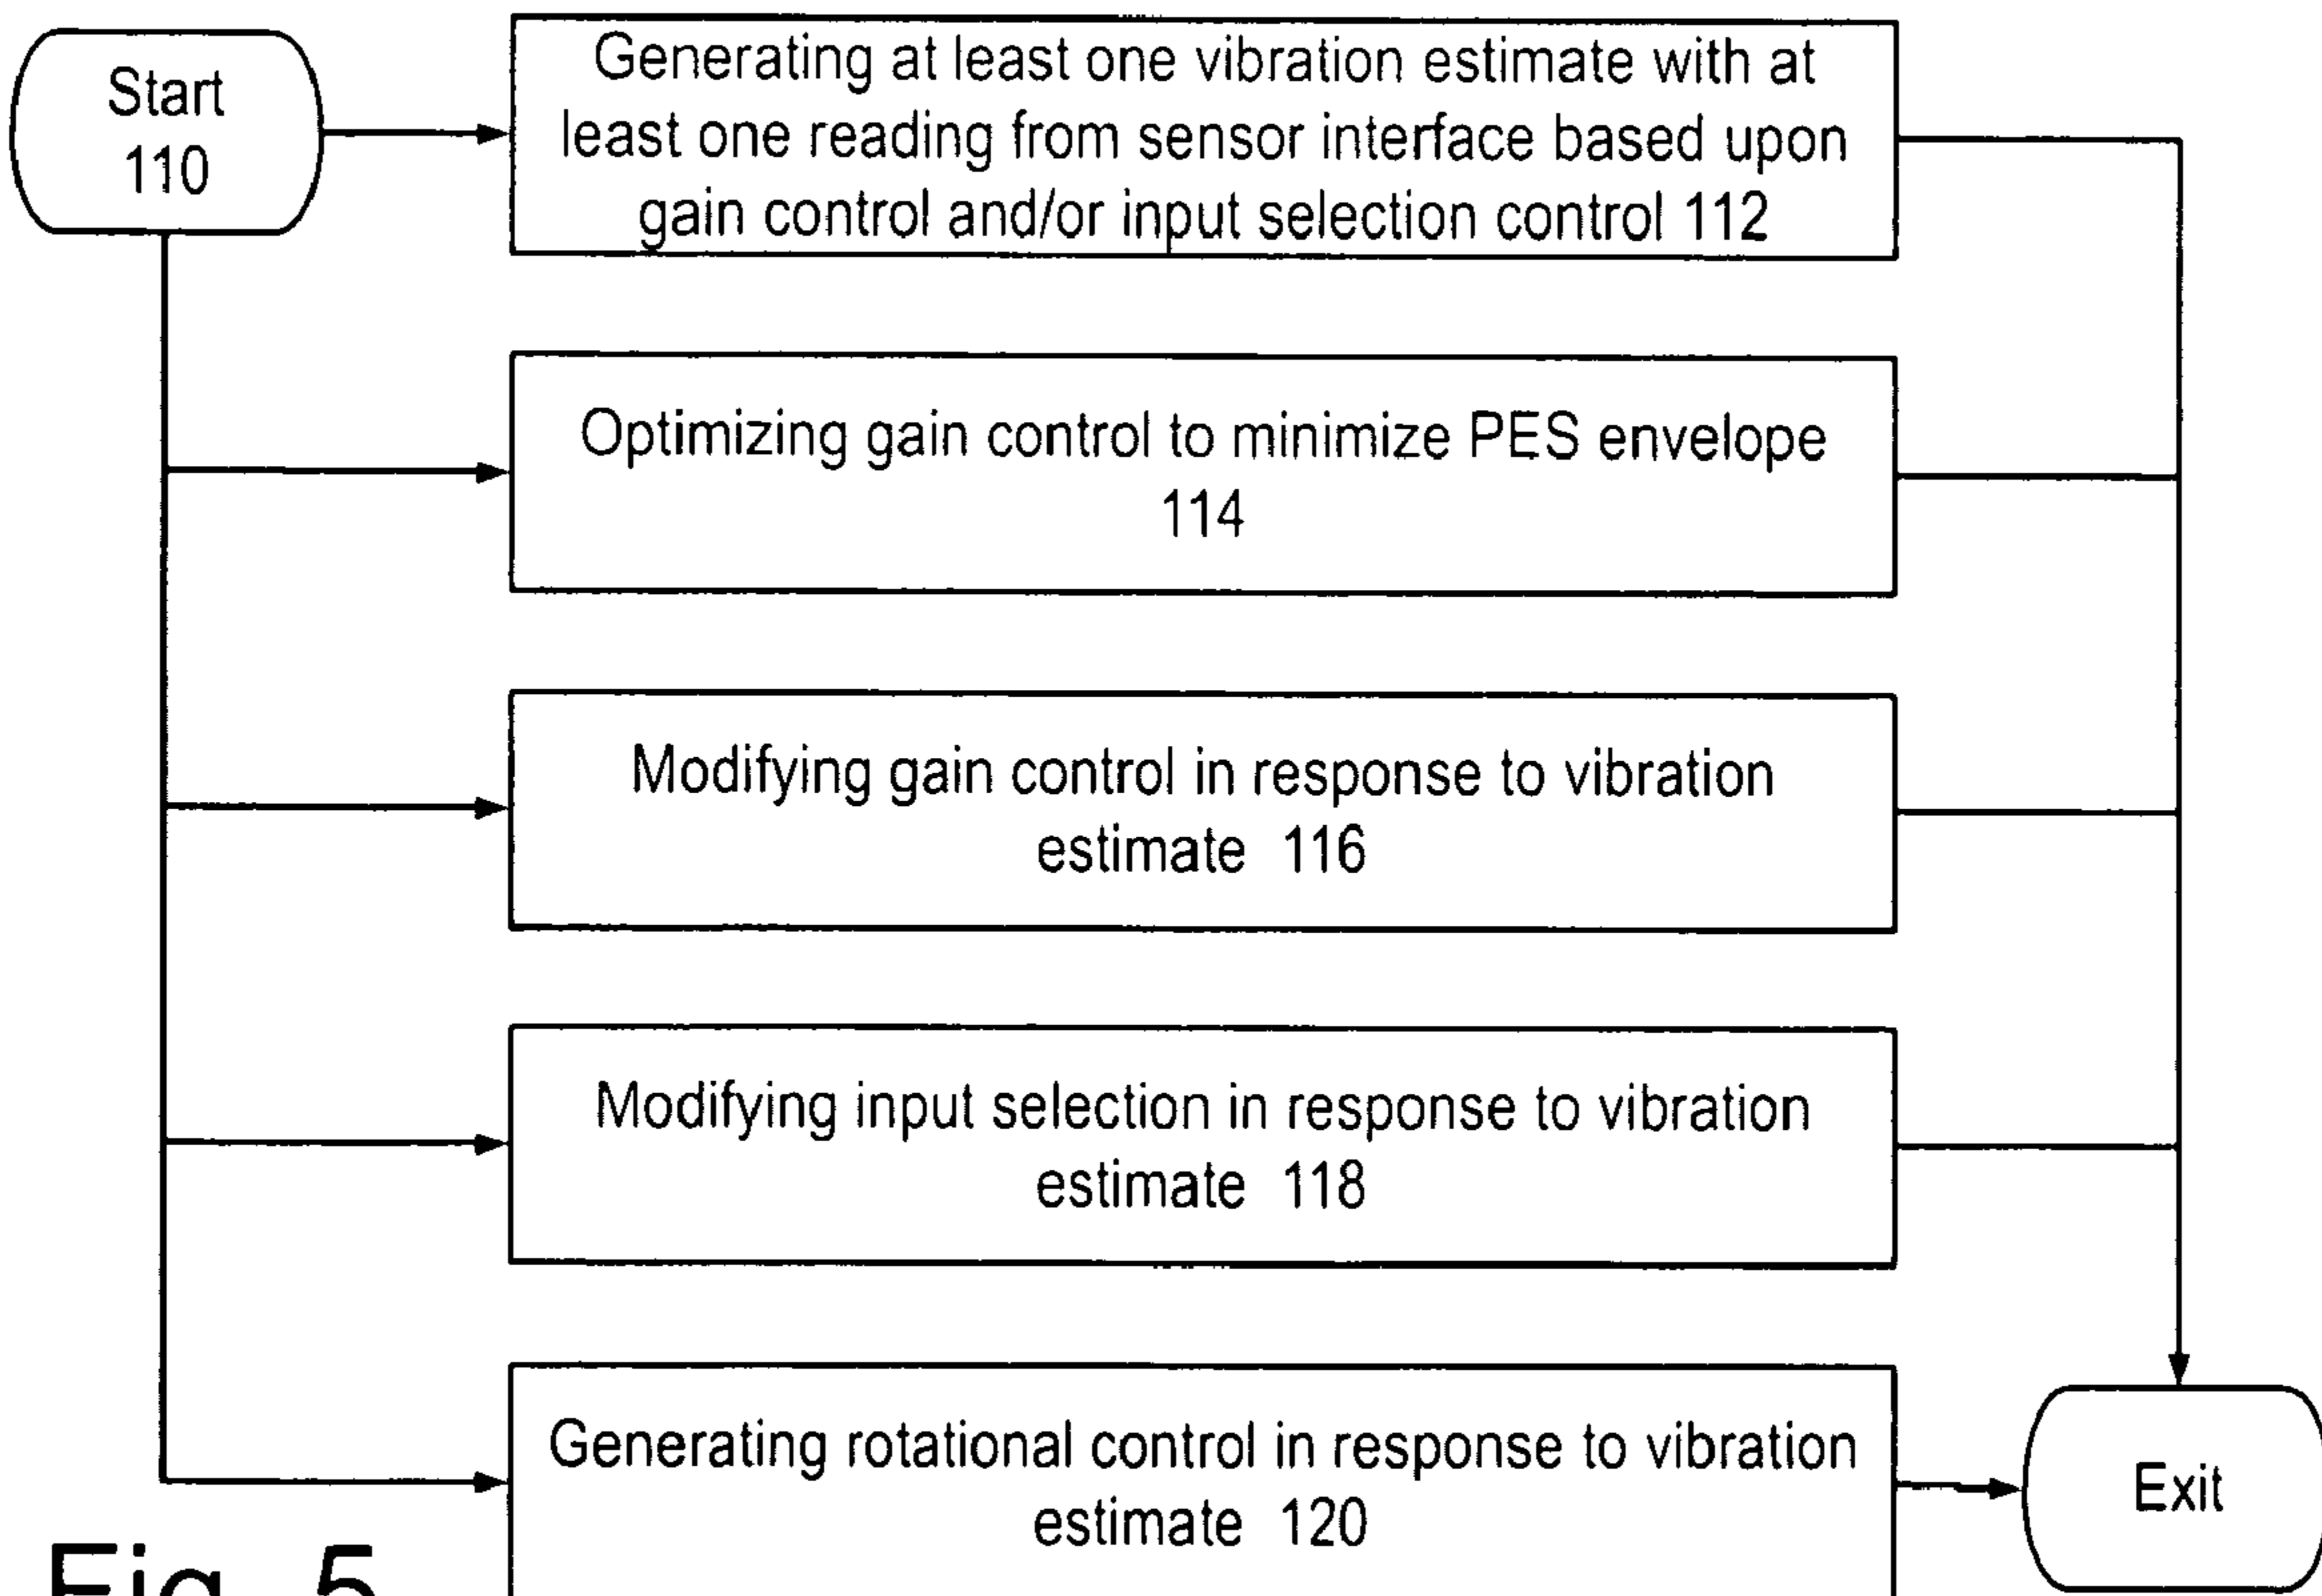 Start
110
Generating at least one vibration estimate with at
least one reading from sensor interface based upon
gain control and/or input selection control 112
Optimizing gain control to minimize PES envelope
114
Modifying gain control in response to vibration
estimate 116
Modifying input selection in response to vibration
estimate 118
Generating rotational control in response to vibration
estimate 120
Exit
Fig. 5